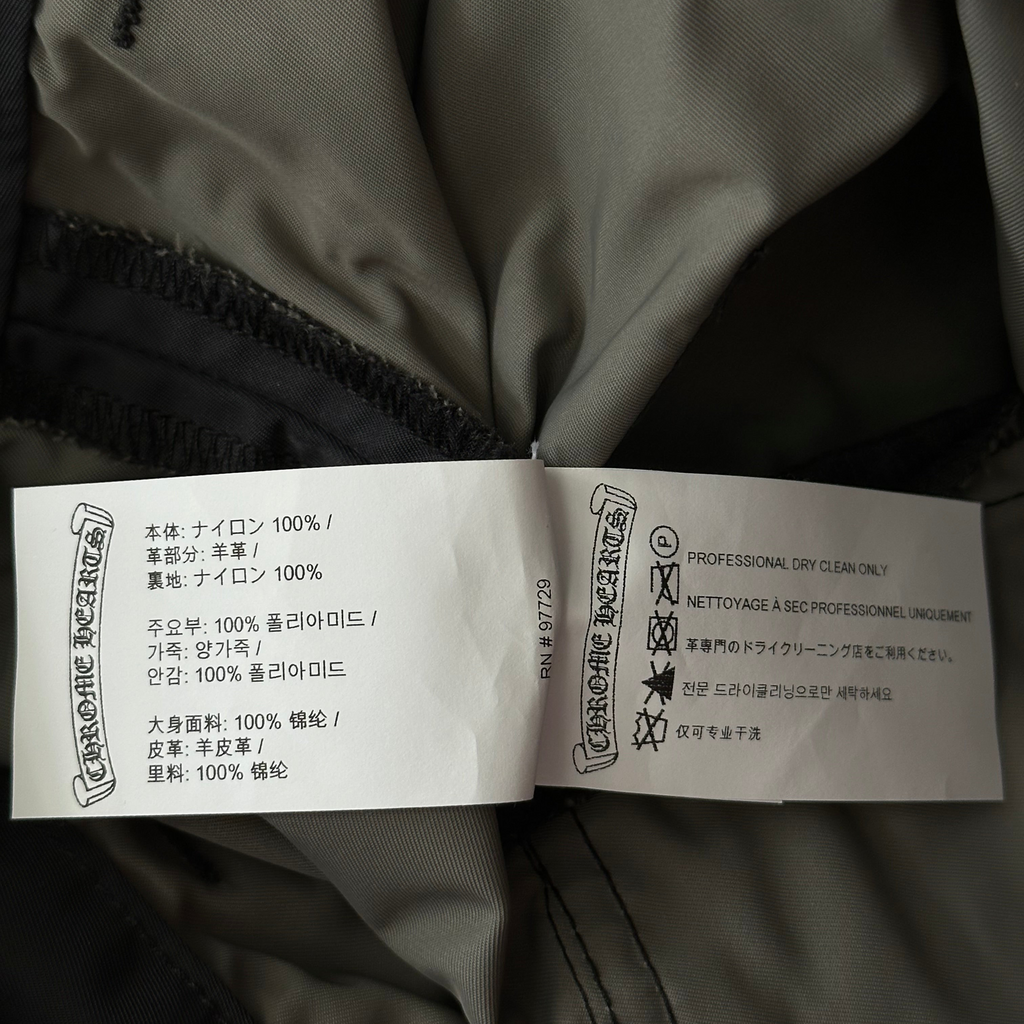 CHROME HEARTS
本体: ナイロン 100% /
革部分: 羊革 /
裏地: ナイロン 100%
주요부: 100% 폴리아미드 /
가죽: 양가죽 /
안감: 100% 폴리아미드
大身面料: 100% 锦纶 /
皮革: 羊皮革 /
里料: 100% 锦纶
RN # 97729
CHROME HEARTS
P
PROFESSIONAL DRY CLEAN ONLY
NETTOYAGE À SEC PROFESSIONNEL UNIQUEMENT
革専門のドライクリーニング店をご利用ください。
전문 드라이클리닝으로만 세탁하세요
仅可专业干洗